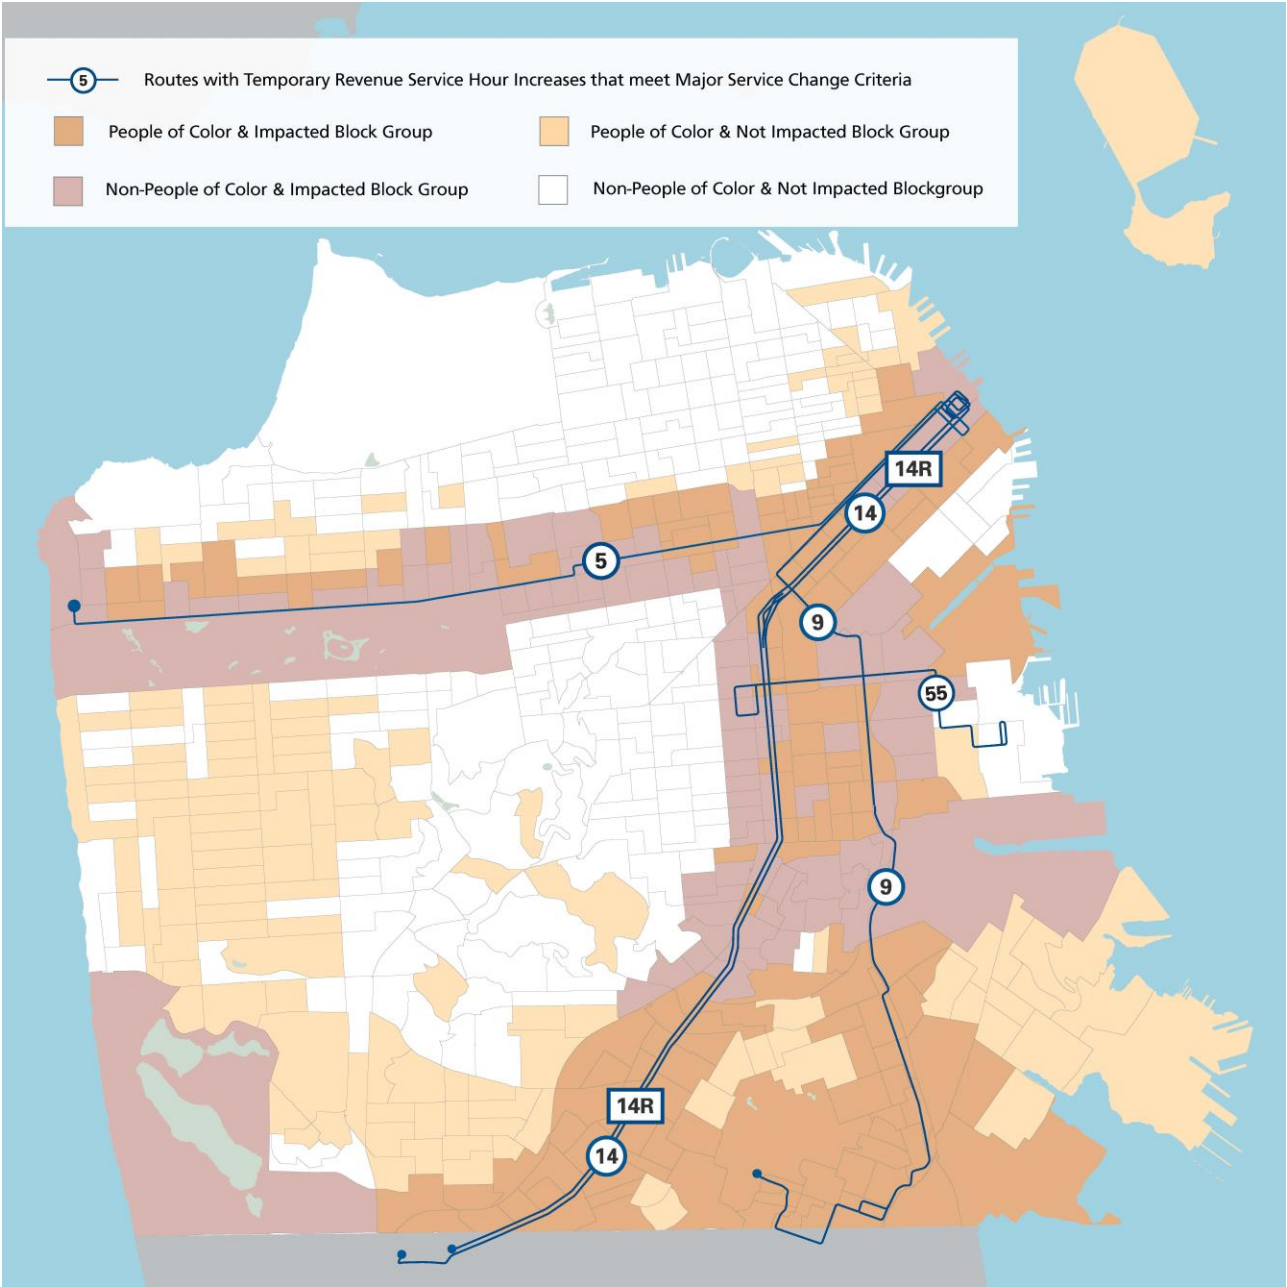 5 Routes with Temporary Revenue Service Hour Increases that meet Major Service Change Criteria
People of Color & Impacted Block Group
People of Color & Not Impacted Block Group
Non-People of Color & Impacted Block Group
Non-People of Color & Not Impacted Blockgroup
14R
14
5
9
55
9
14R
14